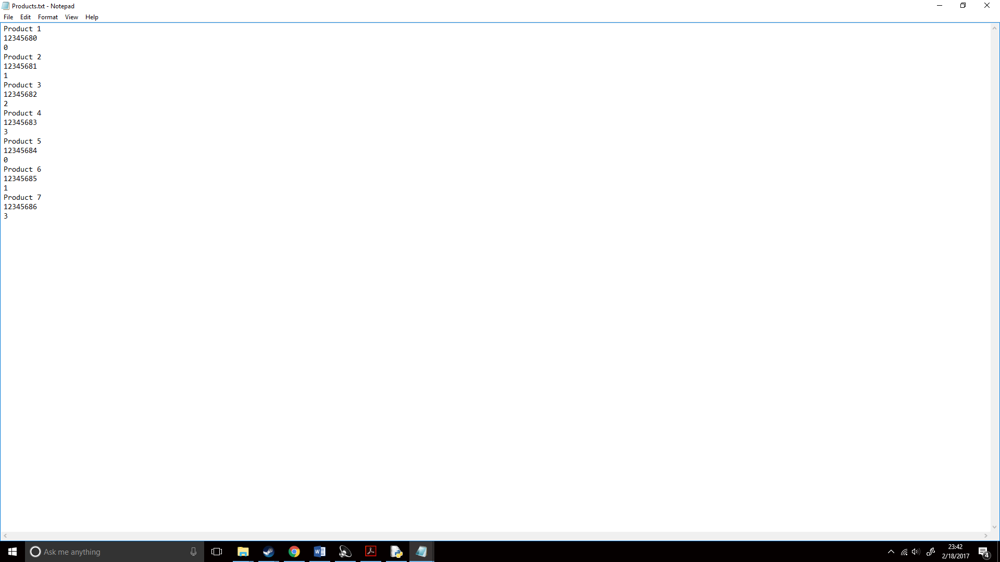 Products.txt - Notepad
File Edit Format View Help
Product 1
12345680
0
Product 2
12345681
1
Product 3
12345682
2
Product 4
12345683
3
Product 5
12345684
0
Product 6
12345685
1
Product 7
12345686
3
Ask me anything
23:42
2/18/2017
4